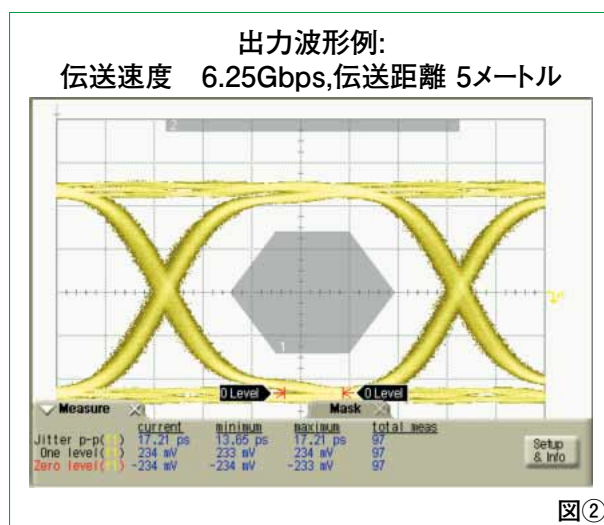 出力波形例:
伝送速度　6.25Gbps,伝送距離 5メートル
2
1
0 Level 0 Level
Measure Mask
current minimum maximum total meas
Jitter p-p( ) 17.21 ps 13.65 ps 17.21 ps 97
One level( ) 234 mV 233 mV 234 mV 97
Zero level( ) -234 mV -234 mV -233 mV 97
Setup
& Info
図②